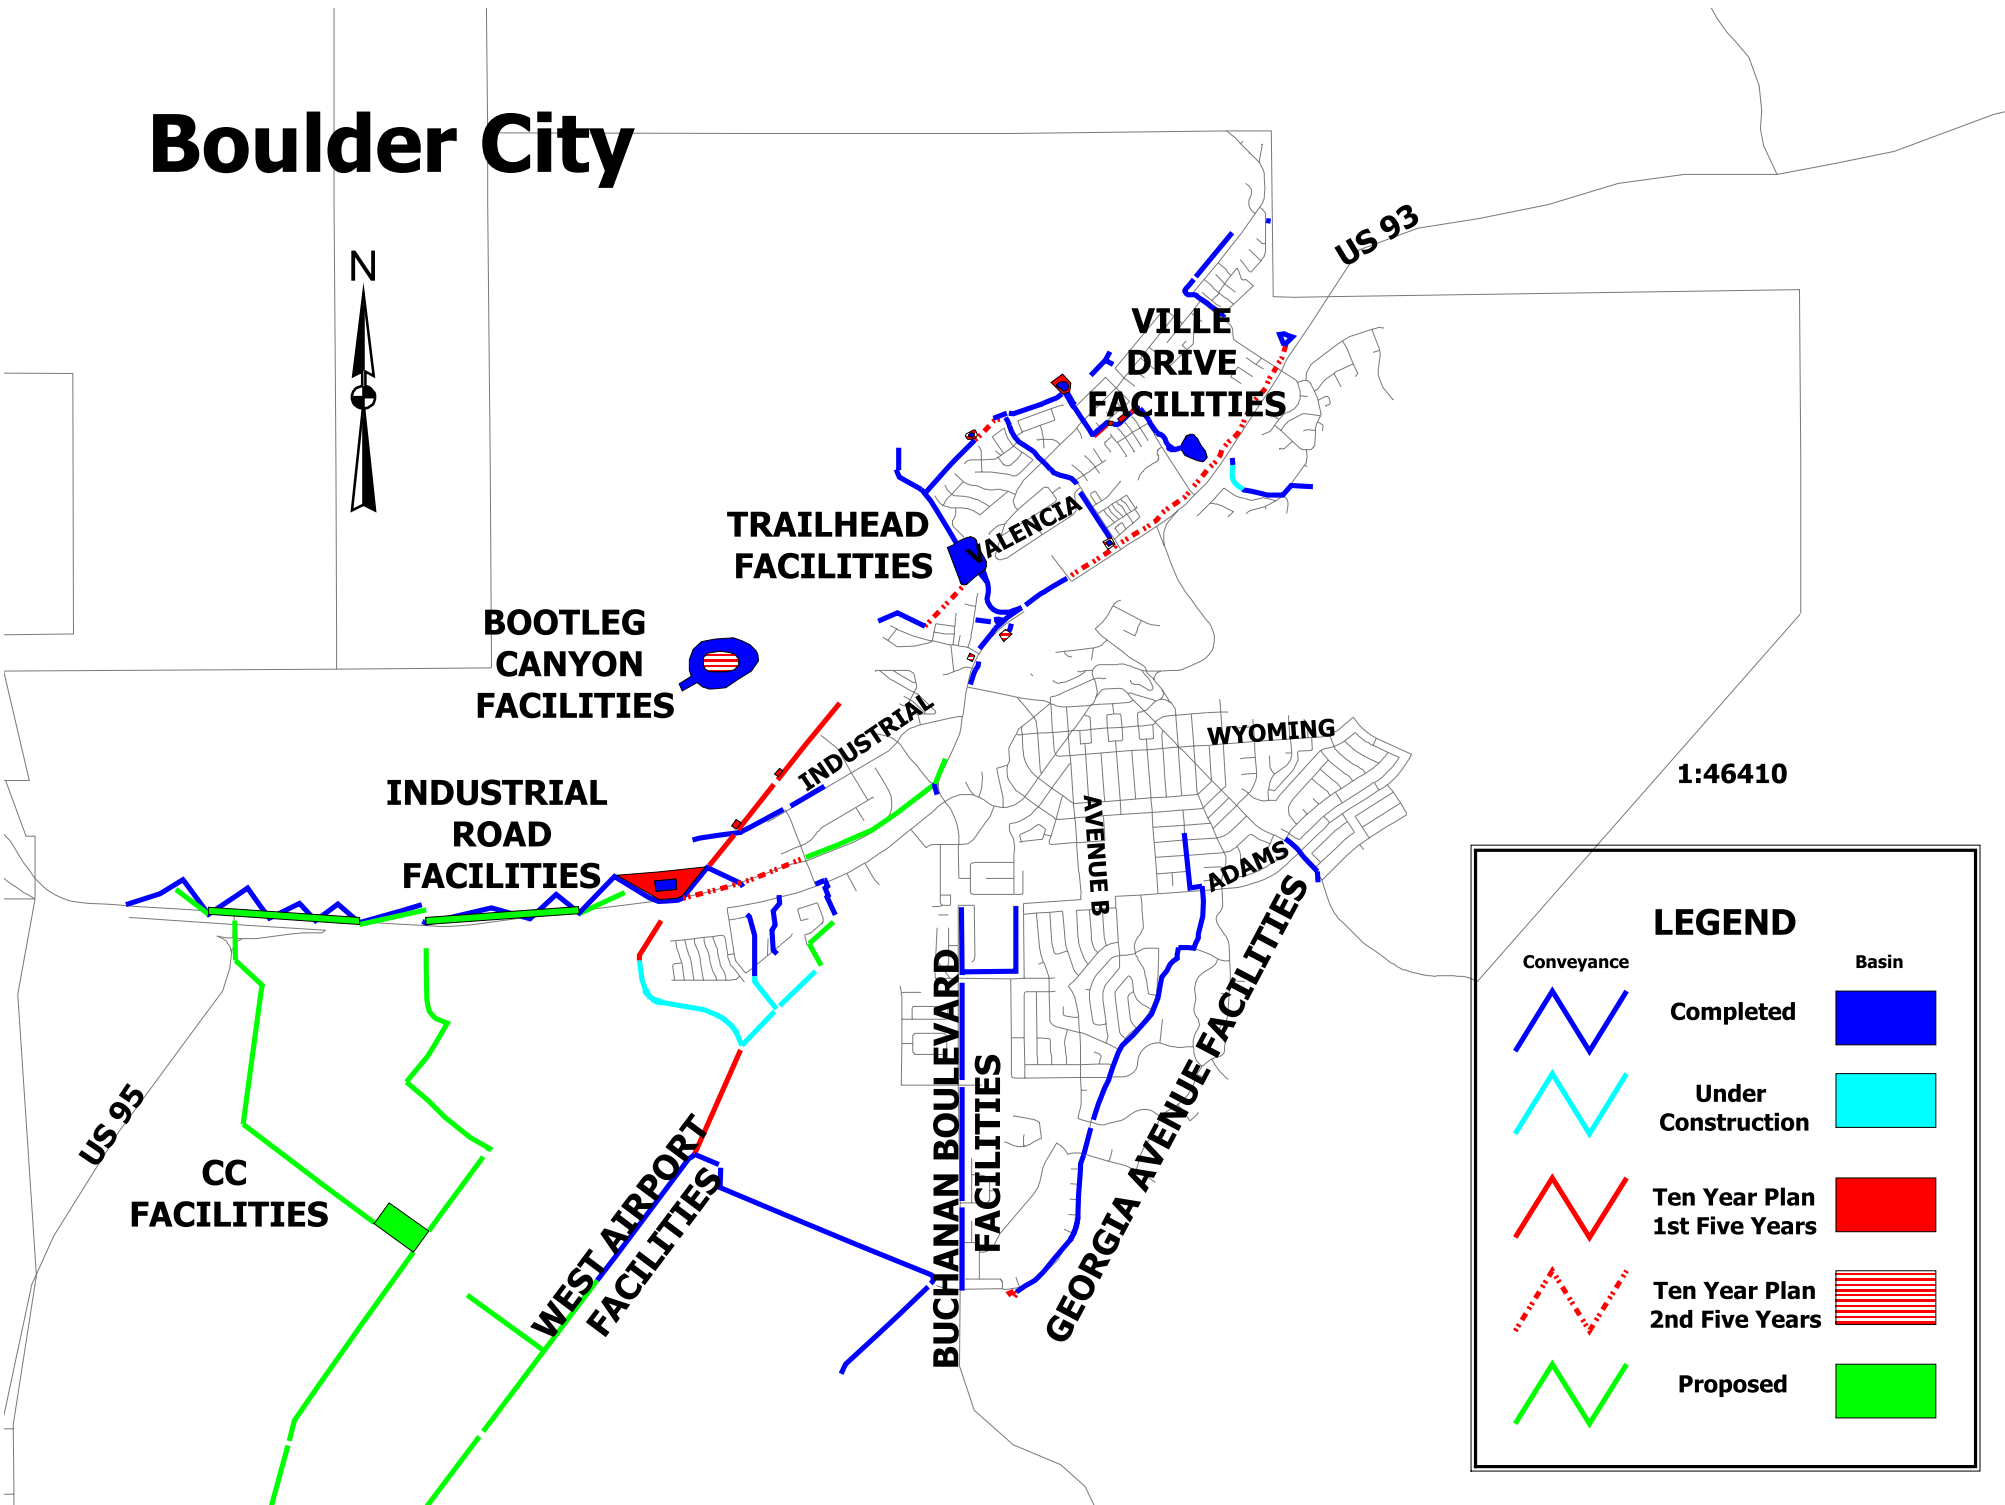 Boulder City
N
US 93
VILLE
DRIVE
FACILITIES
TRAILHEAD
FACILITIES
VALENCIA
BOOTLEG
CANYON
FACILITIES
INDUSTRIAL
WYOMING
1:46410
INDUSTRIAL
ROAD
FACILITIES
AVENUE B
ADAMS
US 95
CC
FACILITIES
WEST AIRPORT
FACILITIES
BUCHANAN BOULEVARD
FACILITIES
GEORGIA AVENUE FACILITIES
LEGEND
Conveyance
Basin
Completed
Under
Construction
Ten Year Plan
1st Five Years
Ten Year Plan
2nd Five Years
Proposed